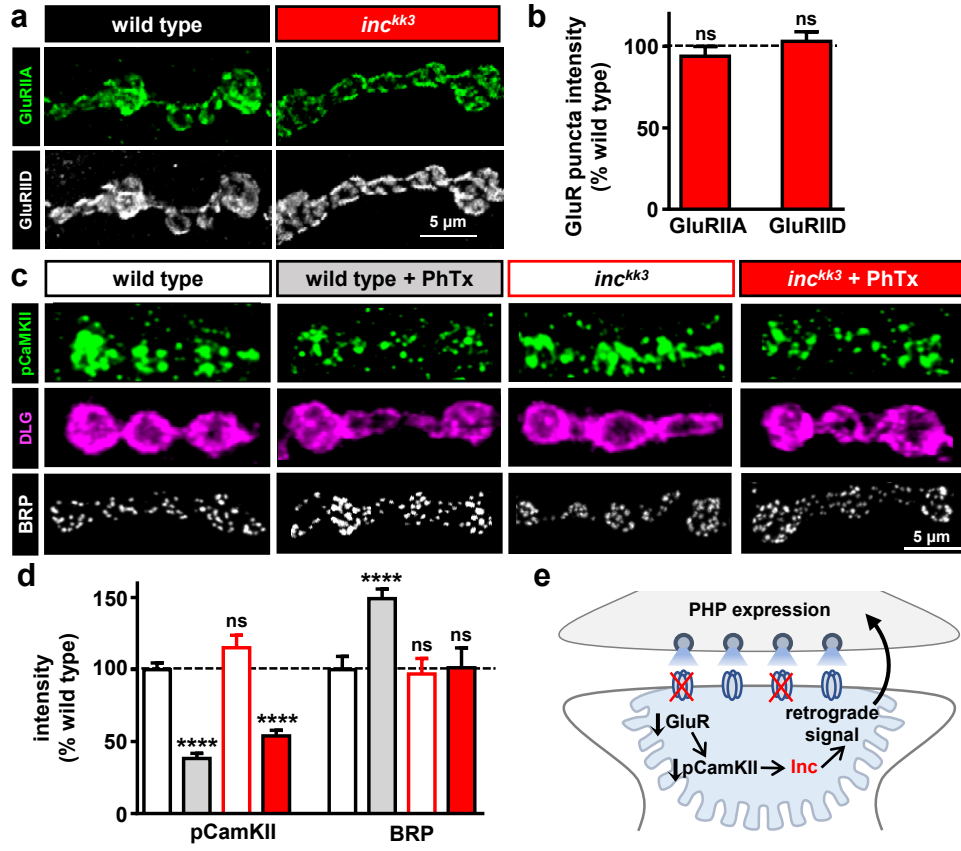 a
wild type
inc^kk3
GluRIIA
GluRIID
5 µm
b
GluR puncta intensity
(% wild type)
100
50
0
ns
ns
GluRIIA
GluRIID
c
wild type
wild type + PhTx
inc^kk3
inc^kk3 + PhTx
pCaMKII
DLG
BRP
5 µm
d
intensity
(% wild type)
150
100
50
0
****
ns
****
****
ns
ns
pCamKII
BRP
e
PHP expression
GluR
pCamKII
Inc
retrograde
signal